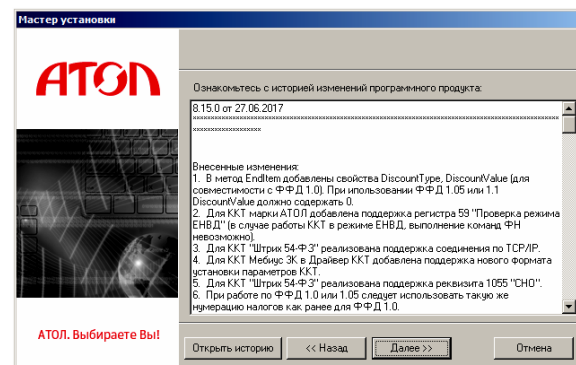 Мастер установки
АТОЛ
Ознакомьтесь с историей изменений программного продукта:
8.15.0 от 27.06.2017
Внесенные изменения:
1. В метод EndItem добавлены свойства DiscountType, DiscountValue (для
совместимости с ФФД 1.0). При ипользовании ФФД 1.05 или 1.1
DiscountValue должно содержать 0.
2. Для ККТ марки АТОЛ добавлена поддержка регистра 59 "Проверка режима
ЕНВД" (в случае работы ККТ в режиме ЕНВД, выполнение команд ФН
невозможно).
3. Для ККТ "Штрих 54-ФЗ" реализована поддержка соединения по TCP/IP.
4. Для ККТ Мебиус 3К в Драйвер ККТ добавлена поддержка нового формата
установки параметров ККТ.
5. Для ККТ "Штрих 54-ФЗ" реализована поддержка реквизита 1055 "СНО".
6. При работе по ФФД 1.0 или 1.05 следует использовать такую же
нумерацию налогов как ранее для ФФД 1.0.
АТОЛ. Выбираете Вы!
Открыть историю
<< Назад
Далее >>
Отмена